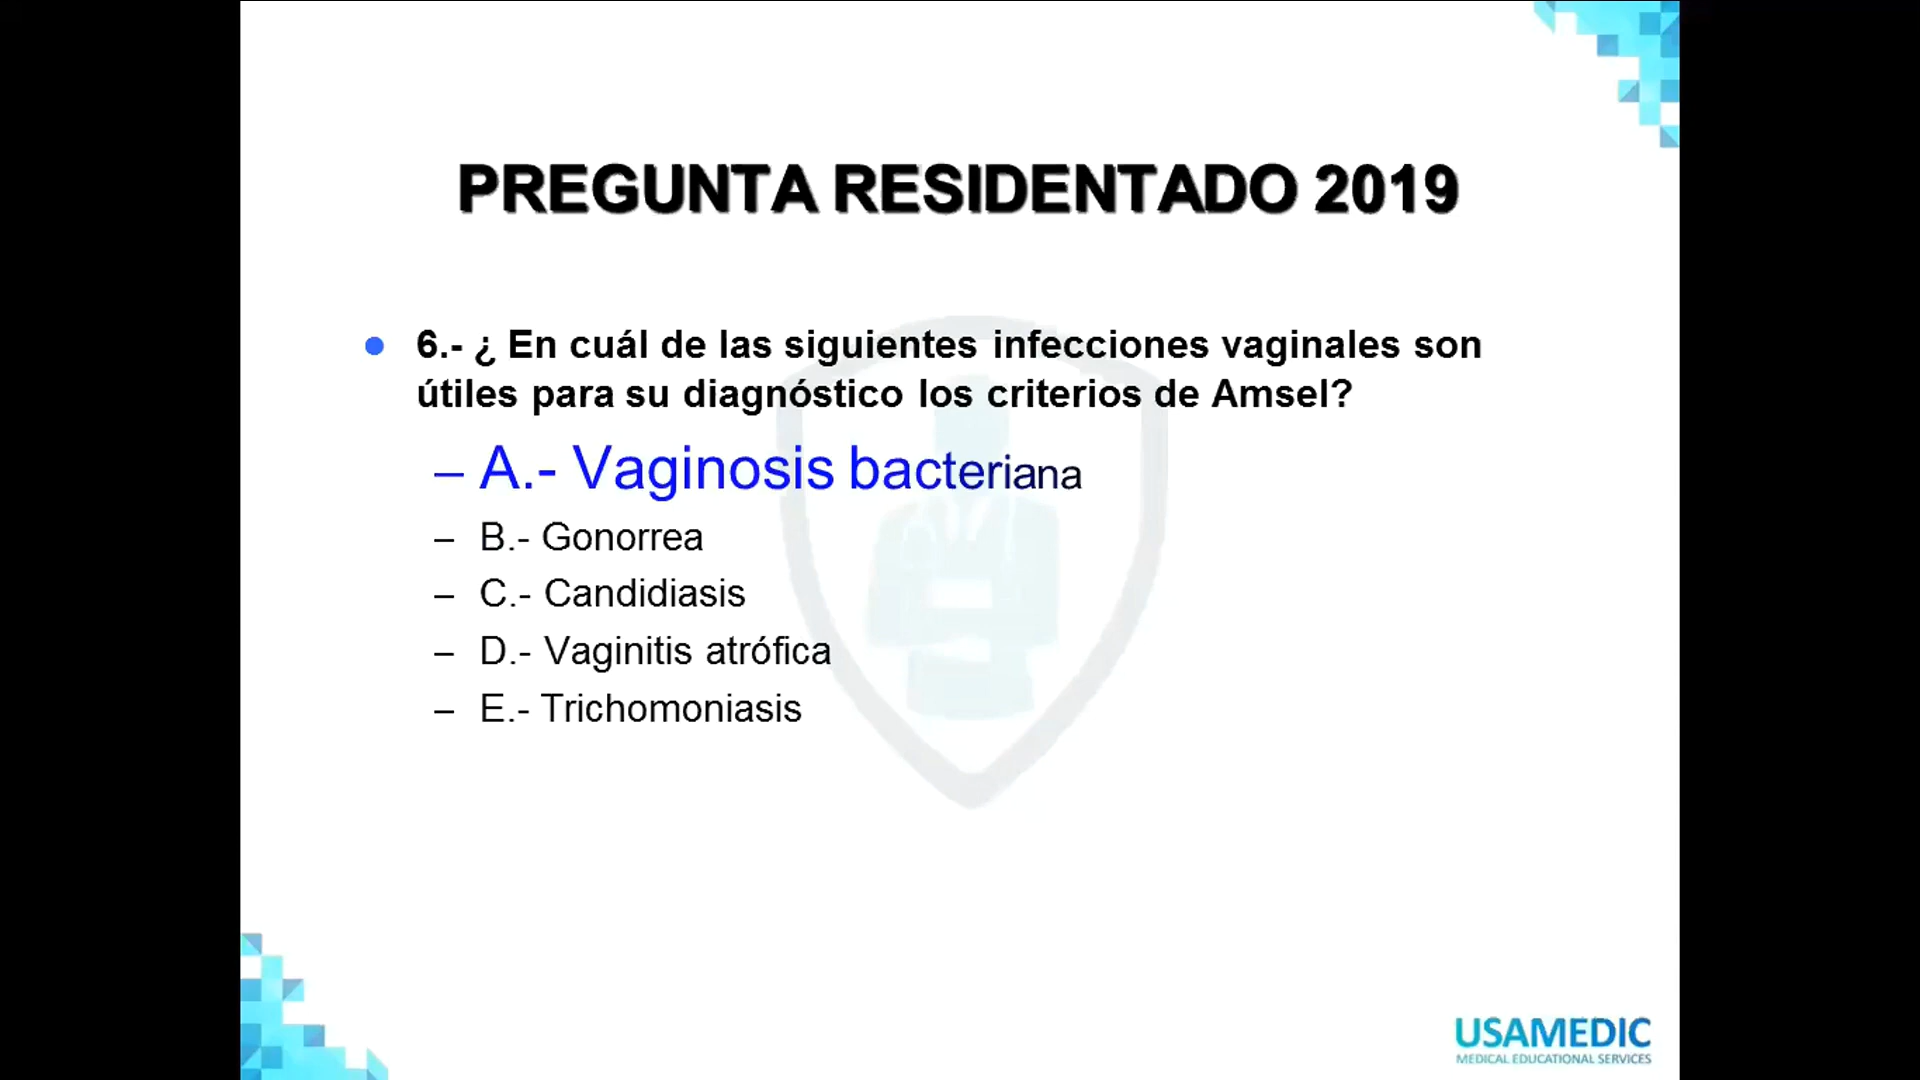 PREGUNTA RESIDENTADO 2019
● 6.- ¿ En cuál de las siguientes infecciones vaginales son
útiles para su diagnóstico los criterios de Amsel?
– A.- Vaginosis bacteriana
– B.- Gonorrea
– C.- Candidiasis
– D.- Vaginitis atrófica
– E.- Trichomoniasis
USAMEDIC
MEDICAL EDUCATIONAL SERVICES